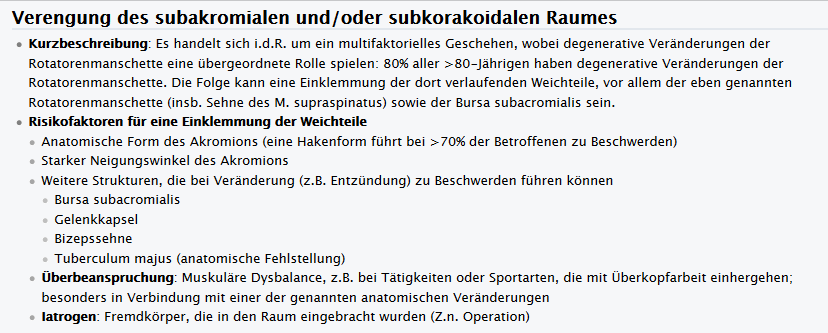 Verengung des subakromialen und/oder subkorakoidalen Raumes
Kurzbeschreibung: Es handelt sich i.d.R. um ein multifaktorielles Geschehen, wobei degenerative Veränderungen der
Rotatorenmanschette eine übergeordnete Rolle spielen: 80% aller >80-Jährigen haben degenerative Veränderungen der
Rotatorenmanschette. Die Folge kann eine Einklemmung der dort verlaufenden Weichteile, vor allem der eben genannten
Rotatorenmanschette (insb. Sehne des M. supraspinatus) sowie der Bursa subacromialis sein.
Risikofaktoren für eine Einklemmung der Weichteile
Anatomische Form des Akromions (eine Hakenform führt bei >70% der Betroffenen zu Beschwerden)
Starker Neigungswinkel des Akromions
Weitere Strukturen, die bei Veränderung (z.B. Entzündung) zu Beschwerden führen können
Bursa subacromialis
Gelenkkapsel
Bizepssehne
Tuberculum majus (anatomische Fehlstellung)
Überbeanspruchung: Muskuläre Dysbalance, z.B. bei Tätigkeiten oder Sportarten, die mit Überkopfarbeit einhergehen;
besonders in Verbindung mit einer der genannten anatomischen Veränderungen
Iatrogen: Fremdkörper, die in den Raum eingebracht wurden (Z.n. Operation)